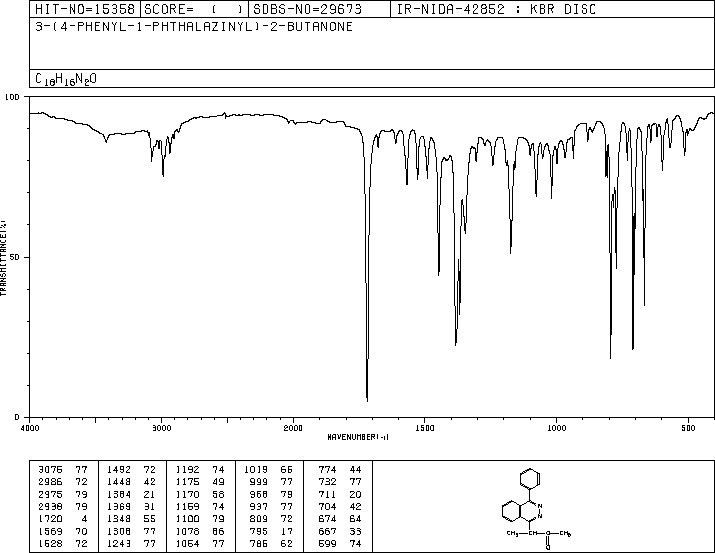 HIT-NO=15358 SCORE= ( ) SDBS-NO=29673 IR-NIDA-42852 : KBR DISC
3-(4-PHENYL-1-PHTHALAZINYL)-2-BUTANONE
C18H16N2O
100
50
0
TRANSMITTANCE(%)
4000 3000 2000 1500 1000 500
WAVENUMBER(-1)
3076 77 1492 72 1192 74 1019 66 774 44
2986 72 1448 42 1175 49 999 77 732 77
2975 79 1384 21 1170 58 968 79 711 20
2938 79 1369 31 1159 74 937 77 704 42
1720 4 1348 55 1100 79 809 72 674 64
1569 70 1308 77 1078 66 795 17 667 33
1528 72 1243 77 1054 77 786 62 599 74
N
N
CH3 CH C CH3
O